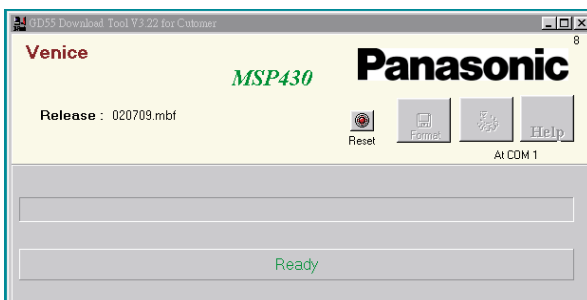 GD55 Download Tool V3.22 for Cutomer
8
Venice
MSP430
Panasonic
Release : 020709.mbf
Reset
Format
Help
At COM 1
Ready